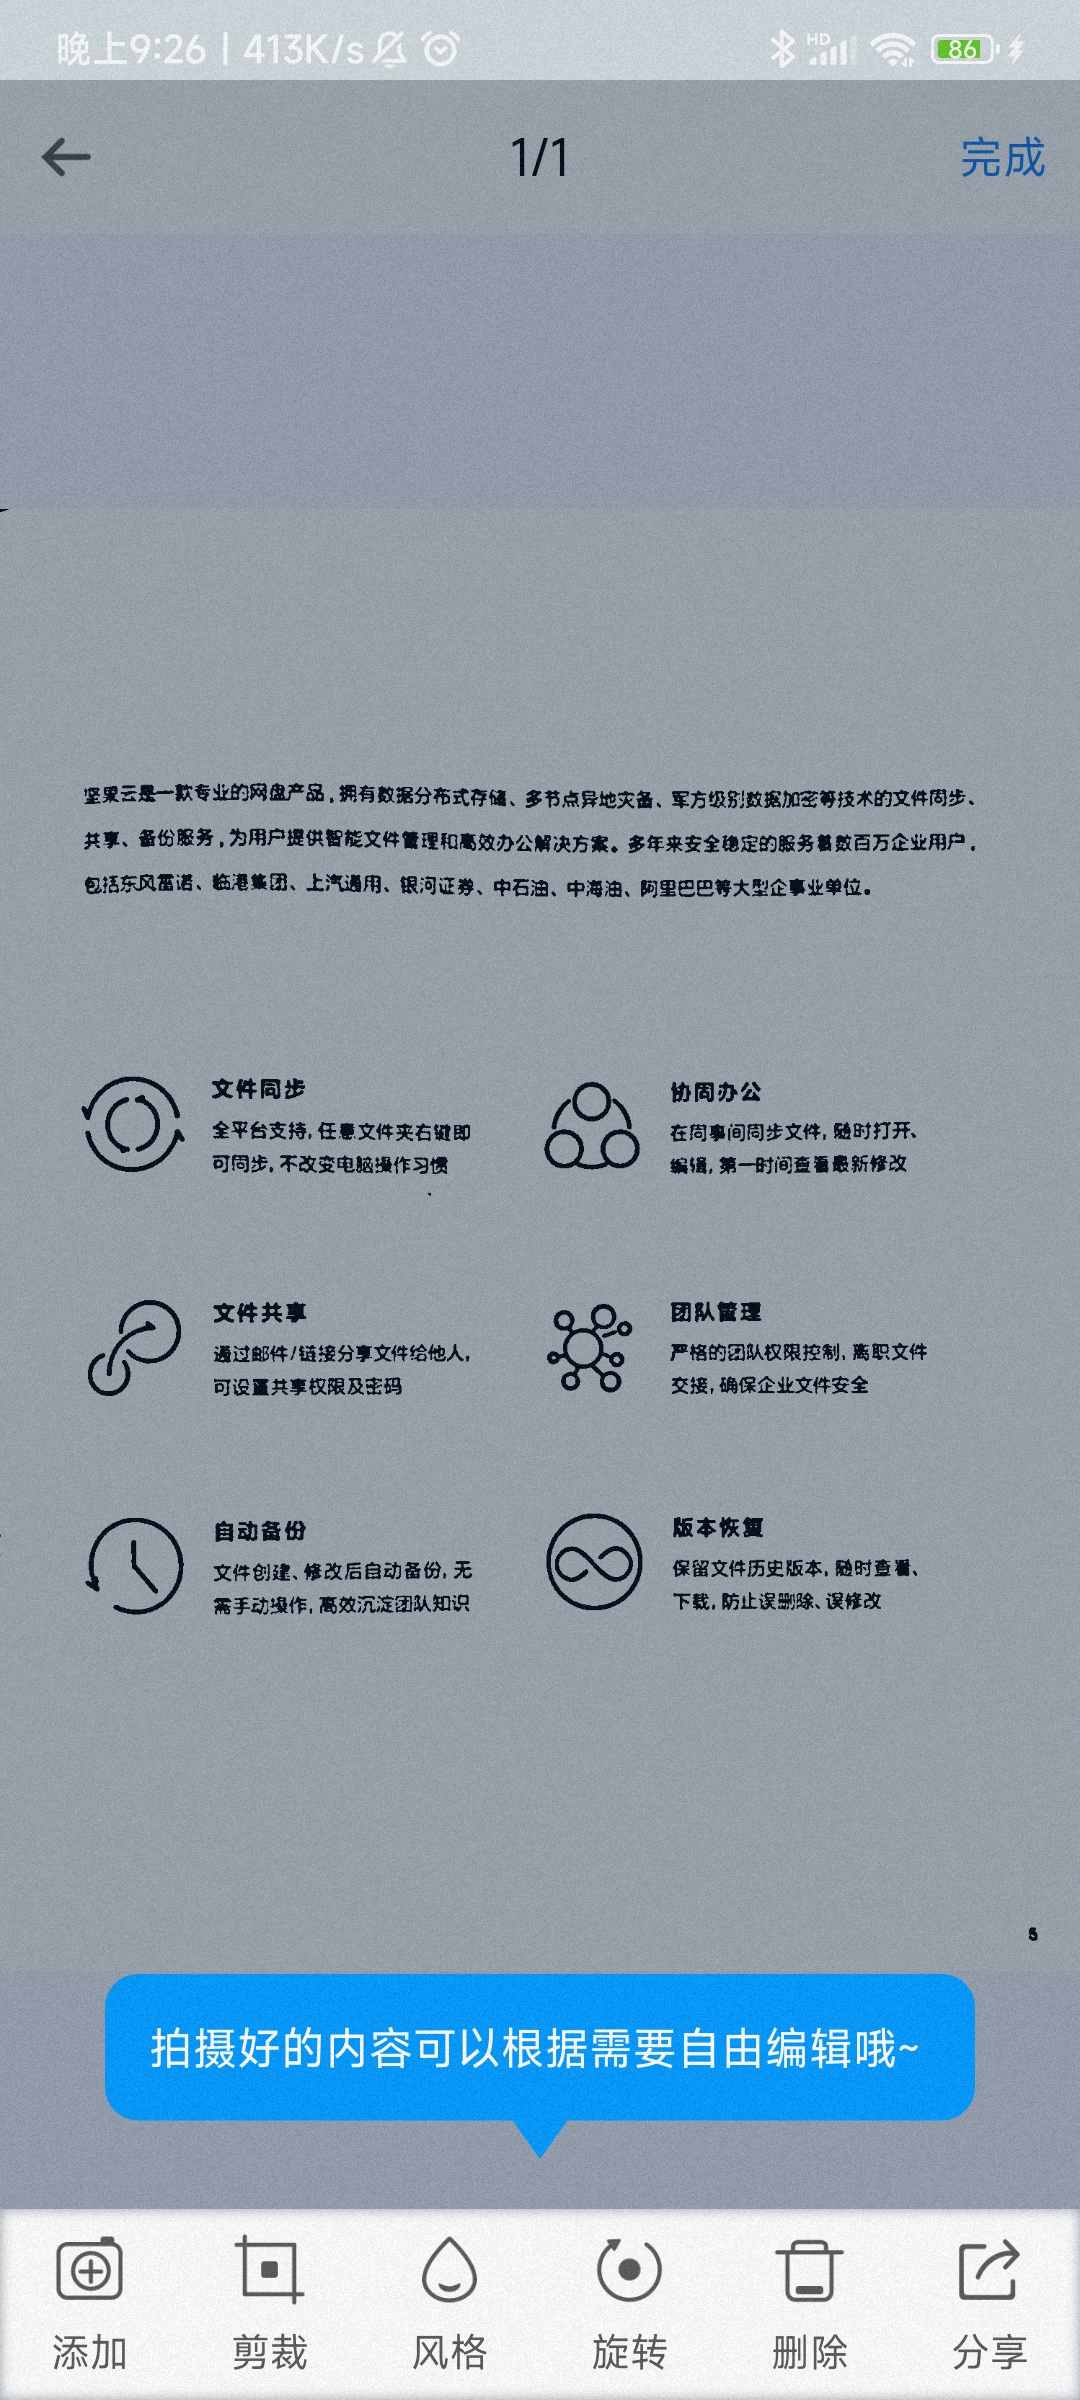 晚上9:26 | 413K/s
HD
86
1/1
完成
坚果云是一款专业的网盘产品，拥有数据分布式存储、多节点异地灾备、军方级别数据加密等技术的文件同步、
共享、备份服务，为用户提供智能文件管理和高效办公解决方案。多年来安全稳定的服务着数百万企业用户，
包括东风雷诺、临港集团、上汽通用、银河证券、中石油、中海油、阿里巴巴等大型企事业单位。
文件同步
全平台支持，任意文件夹右键即
可同步，不改变电脑操作习惯
协同办公
在同事间同步文件，随时打开、
编辑，第一时间查看最新修改
文件共享
通过邮件/链接分享文件给他人，
可设置共享权限及密码
团队管理
严格的团队权限控制，离职文件
交接，确保企业文件安全
自动备份
文件创建、修改后自动备份，无
需手动操作，高效沉淀团队知识
版本恢复
保留文件历史版本，随时查看、
下载，防止误删除、误修改
5
拍摄好的内容可以根据需要自由编辑哦~
添加
剪裁
风格
旋转
删除
分享